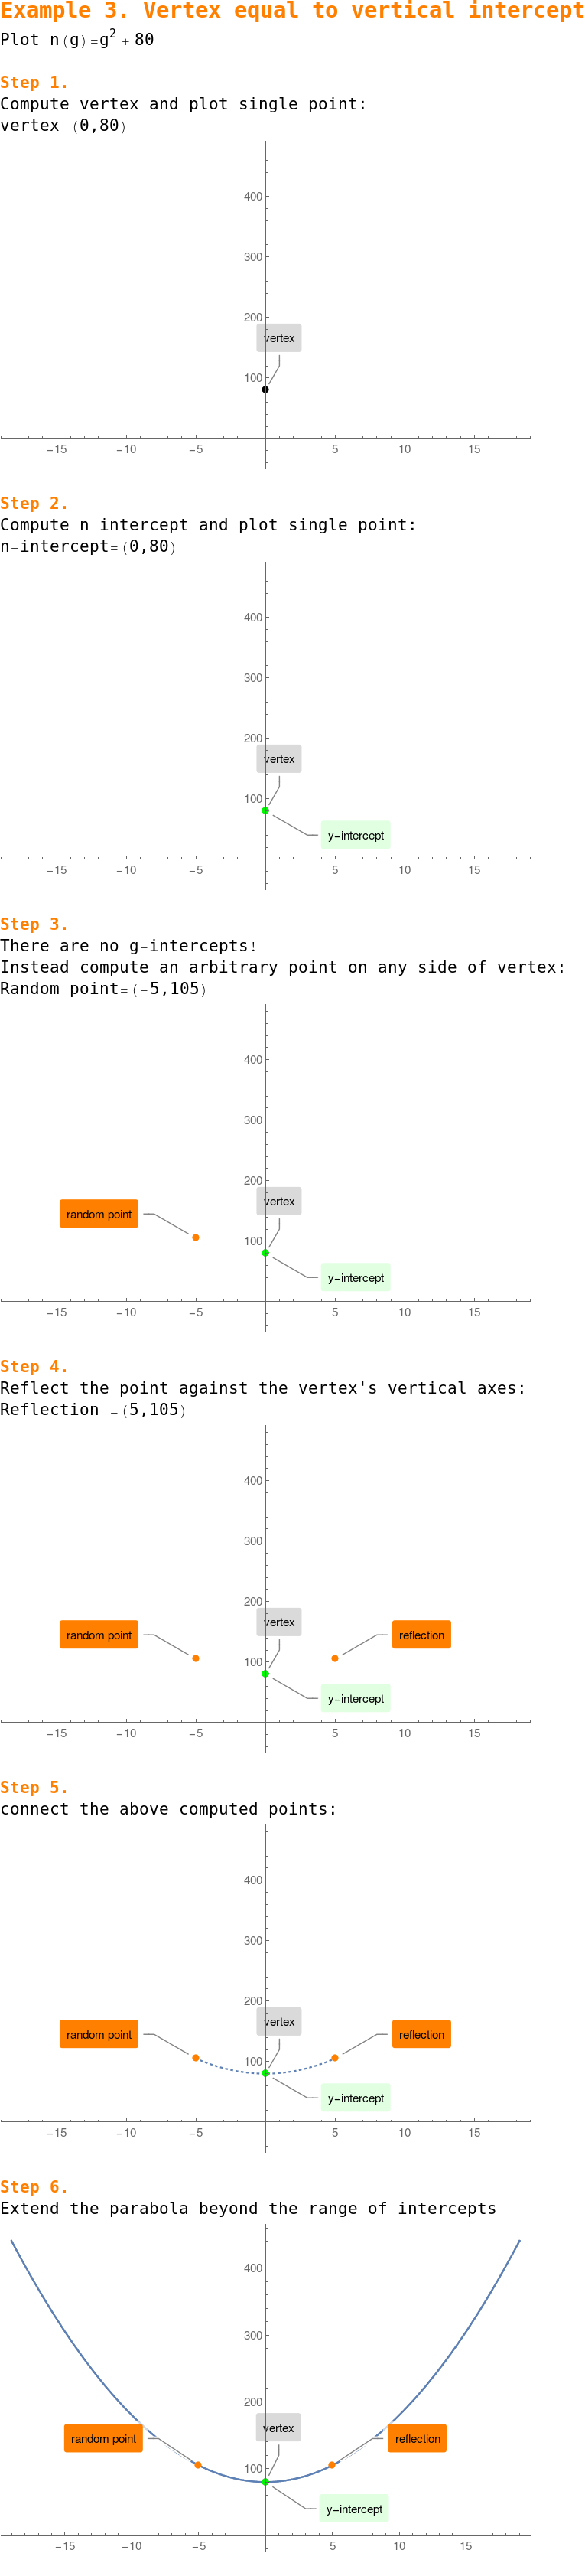 Example 3. Vertex equal to vertical intercept
Plot n(g)=g² + 80
Step 1.
Compute vertex and plot single point:
vertex=(0,80)
400
300
200
vertex
100
−15 −10 −5 5 10 15
Step 2.
Compute n-intercept and plot single point:
n-intercept=(0,80)
400
300
200
vertex
100
y−intercept
−15 −10 −5 5 10 15
Step 3.
There are no g-intercepts!
Instead compute an arbitrary point on any side of vertex:
Random point=(-5,105)
400
300
200
vertex
random point
100
y−intercept
−15 −10 −5 5 10 15
Step 4.
Reflect the point against the vertex's vertical axes:
Reflection =(5,105)
400
300
200
vertex
random point reflection
100
y−intercept
−15 −10 −5 5 10 15
Step 5.
connect the above computed points:
400
300
200
vertex
random point reflection
100
y−intercept
−15 −10 −5 5 10 15
Step 6.
Extend the parabola beyond the range of intercepts
400
300
200
vertex
random point reflection
100
y−intercept
−15 −10 −5 5 10 15